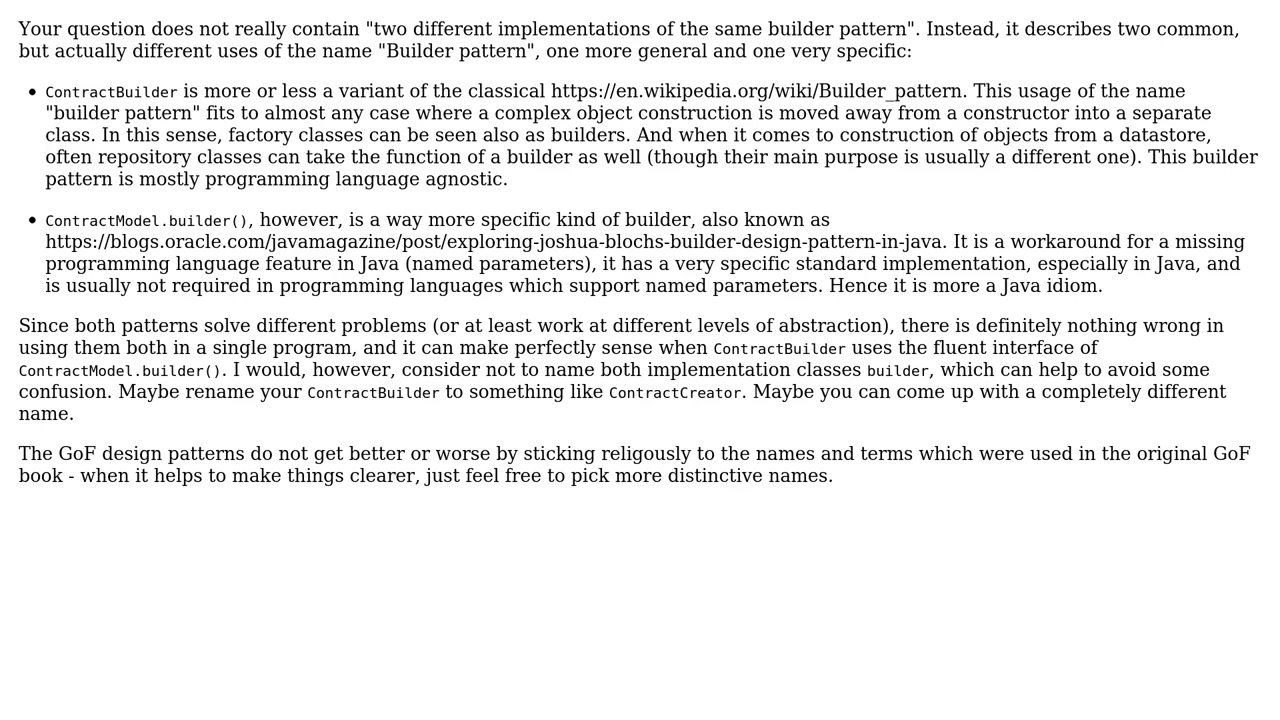 Your question does not really contain "two different implementations of the same builder pattern". Instead, it describes two common,
but actually different uses of the name "Builder pattern", one more general and one very specific:
• ContractBuilder is more or less a variant of the classical https://en.wikipedia.org/wiki/Builder_pattern. This usage of the name
"builder pattern" fits to almost any case where a complex object construction is moved away from a constructor into a separate
class. In this sense, factory classes can be seen also as builders. And when it comes to construction of objects from a datastore,
often repository classes can take the function of a builder as well (though their main purpose is usually a different one). This builder
pattern is mostly programming language agnostic.
• ContractModel.builder(), however, is a way more specific kind of builder, also known as
https://blogs.oracle.com/javamagazine/post/exploring-joshua-blochs-builder-design-pattern-in-java. It is a workaround for a missing
programming language feature in Java (named parameters), it has a very specific standard implementation, especially in Java, and
is usually not required in programming languages which support named parameters. Hence it is more a Java idiom.
Since both patterns solve different problems (or at least work at different levels of abstraction), there is definitely nothing wrong in
using them both in a single program, and it can make perfectly sense when ContractBuilder uses the fluent interface of
ContractModel.builder(). I would, however, consider not to name both implementation classes builder, which can help to avoid some
confusion. Maybe rename your ContractBuilder to something like ContractCreator. Maybe you can come up with a completely different
name.
The GoF design patterns do not get better or worse by sticking religously to the names and terms which were used in the original GoF
book - when it helps to make things clearer, just feel free to pick more distinctive names.